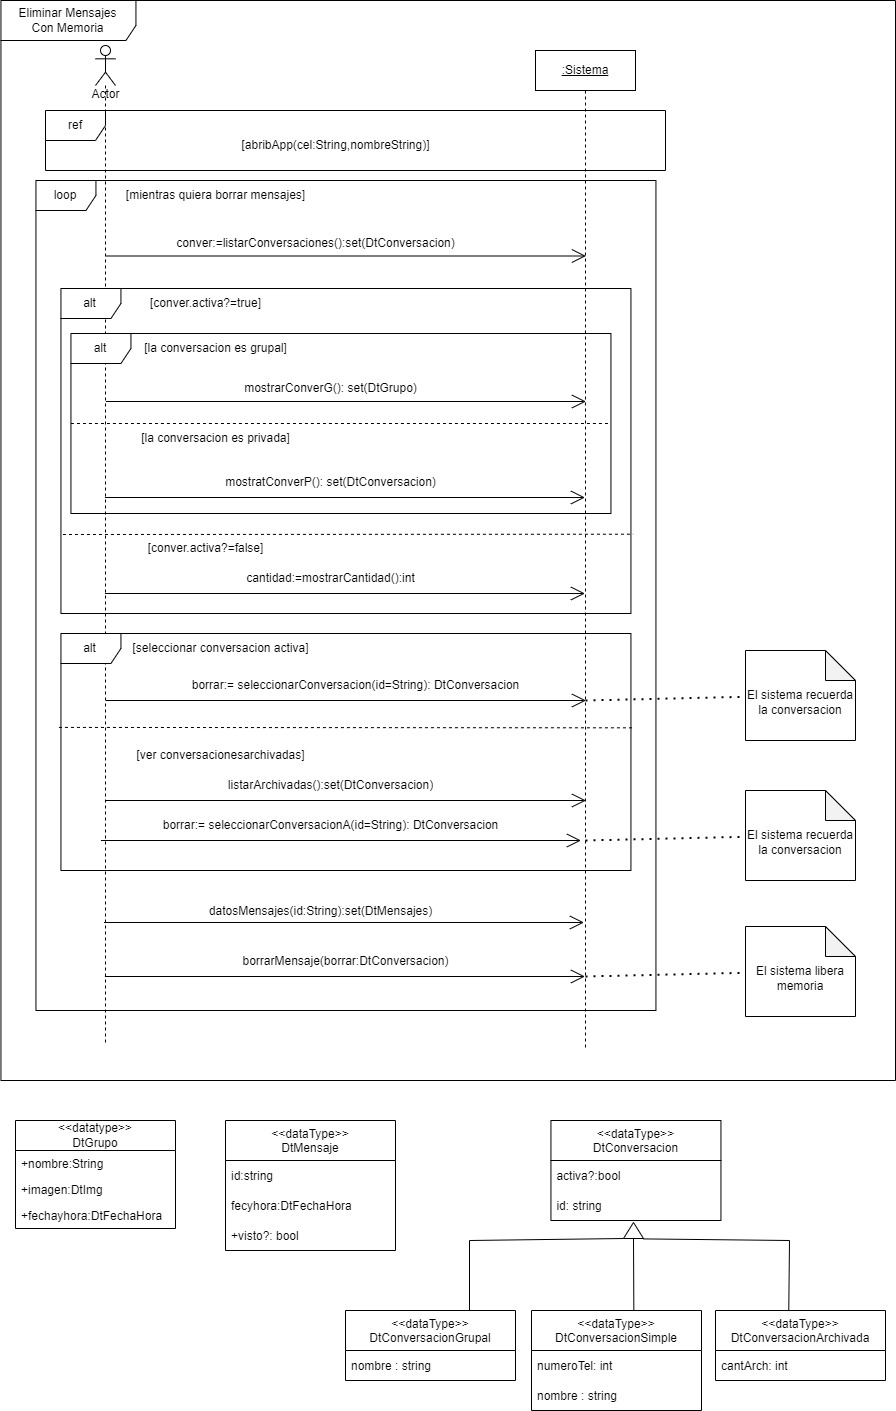 Eliminar Mensajes
Con Memoria
Actor
:Sistema
ref
[abribApp(cel:String,nombreString)]
loop
[mientras quiera borrar mensajes]
conver:=listarConversaciones():set(DtConversacion)
alt
[conver.activa?=true]
alt
[la conversacion es grupal]
mostrarConverG(): set(DtGrupo)
[la conversacion es privada]
mostratConverP(): set(DtConversacion)
[conver.activa?=false]
cantidad:=mostrarCantidad():int
alt
[seleccionar conversacion activa]
borrar:= seleccionarConversacion(id=String): DtConversacion
El sistema recuerda
la conversacion
[ver conversacionesarchivadas]
listarArchivadas():set(DtConversacion)
borrar:= seleccionarConversacionA(id=String): DtConversacion
El sistema recuerda
la conversacion
datosMensajes(id:String):set(DtMensajes)
borrarMensaje(borrar:DtConversacion)
El sistema libera
memoria
<<datatype>>
DtGrupo
+nombre:String
+imagen:DtImg
+fechayhora:DtFechaHora
<<dataType>>
DtMensaje
id:string
fecyhora:DtFechaHora
+visto?: bool
<<dataType>>
DtConversacion
activa?:bool
id: string
<<dataType>>
DtConversacionGrupal
nombre : string
<<dataType>>
DtConversacionSimple
numeroTel: int
nombre : string
<<dataType>>
DtConversacionArchivada
cantArch: int